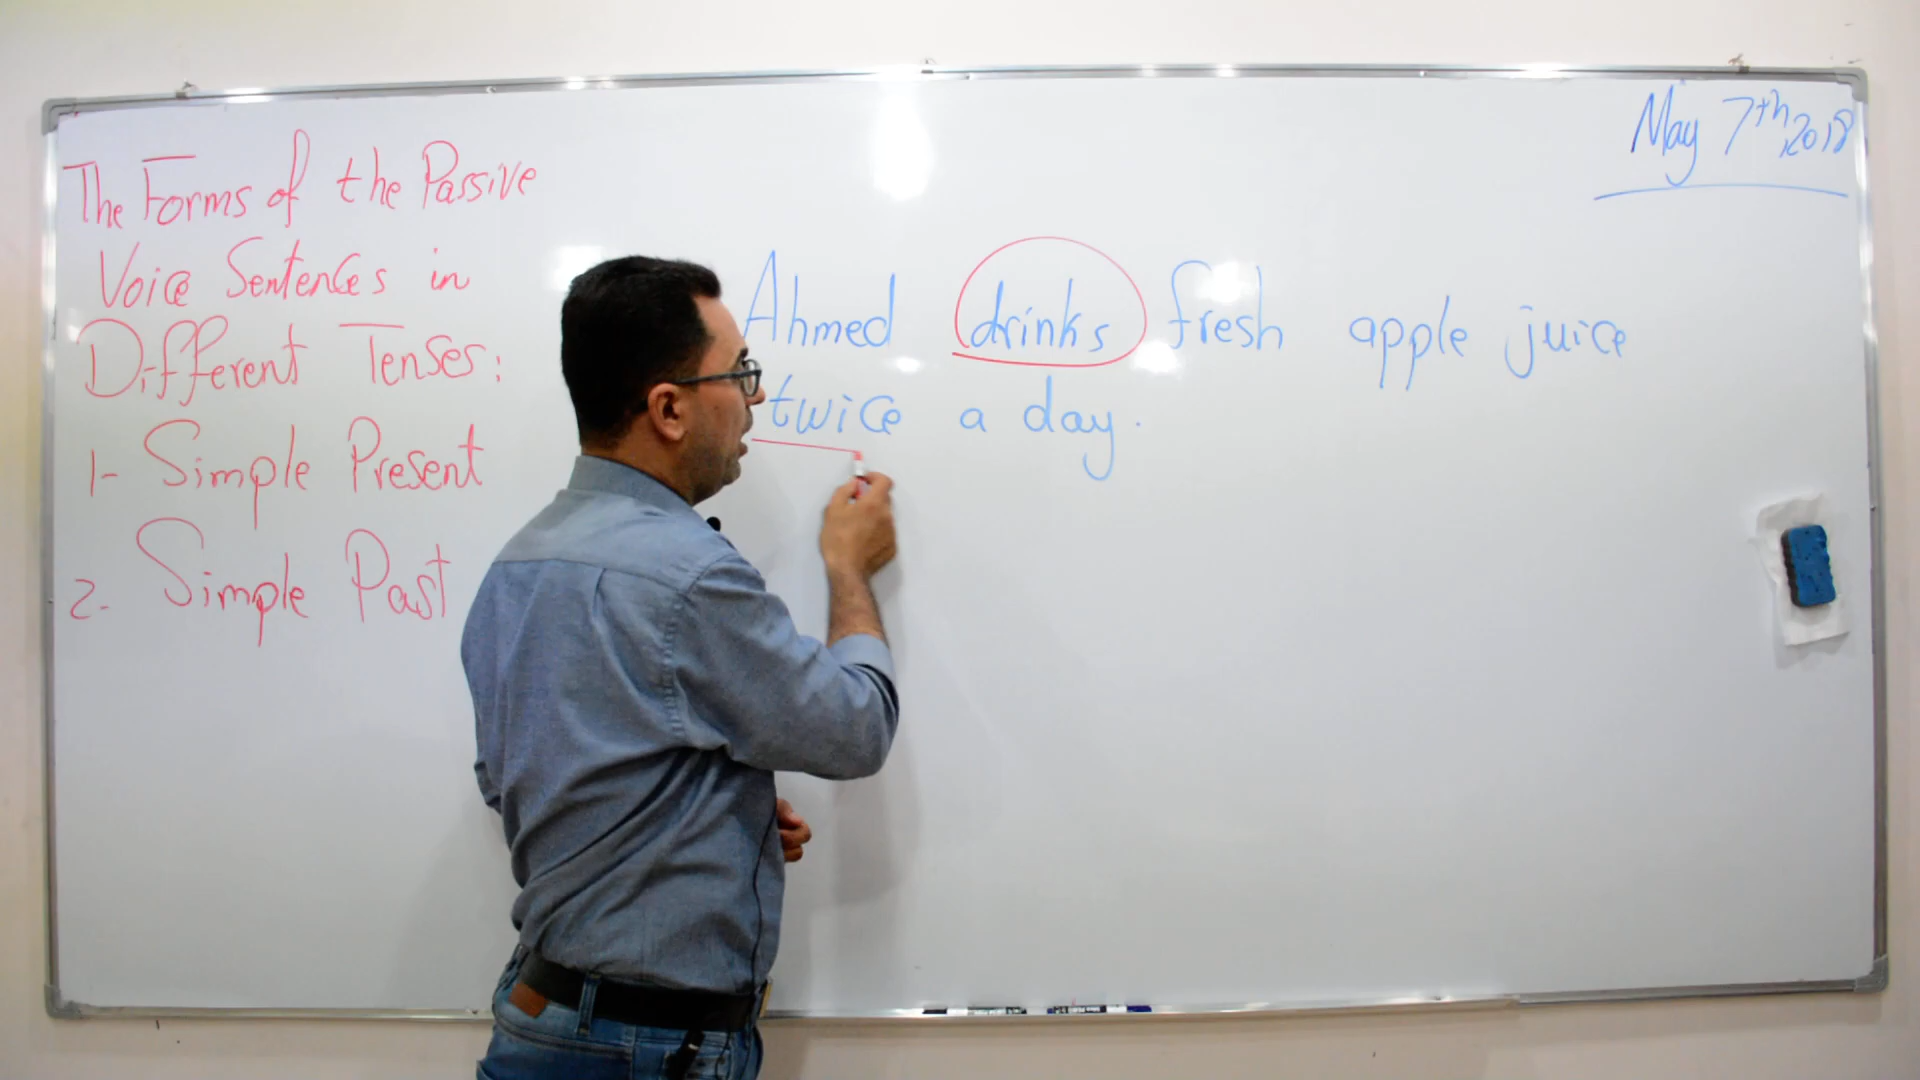 The Forms of the Passive
Voice Sentences in
Different Tenses:
1- Simple Present
2- Simple Past
May 7th, 2018
Ahmed drinks fresh apple juice
twice a day.